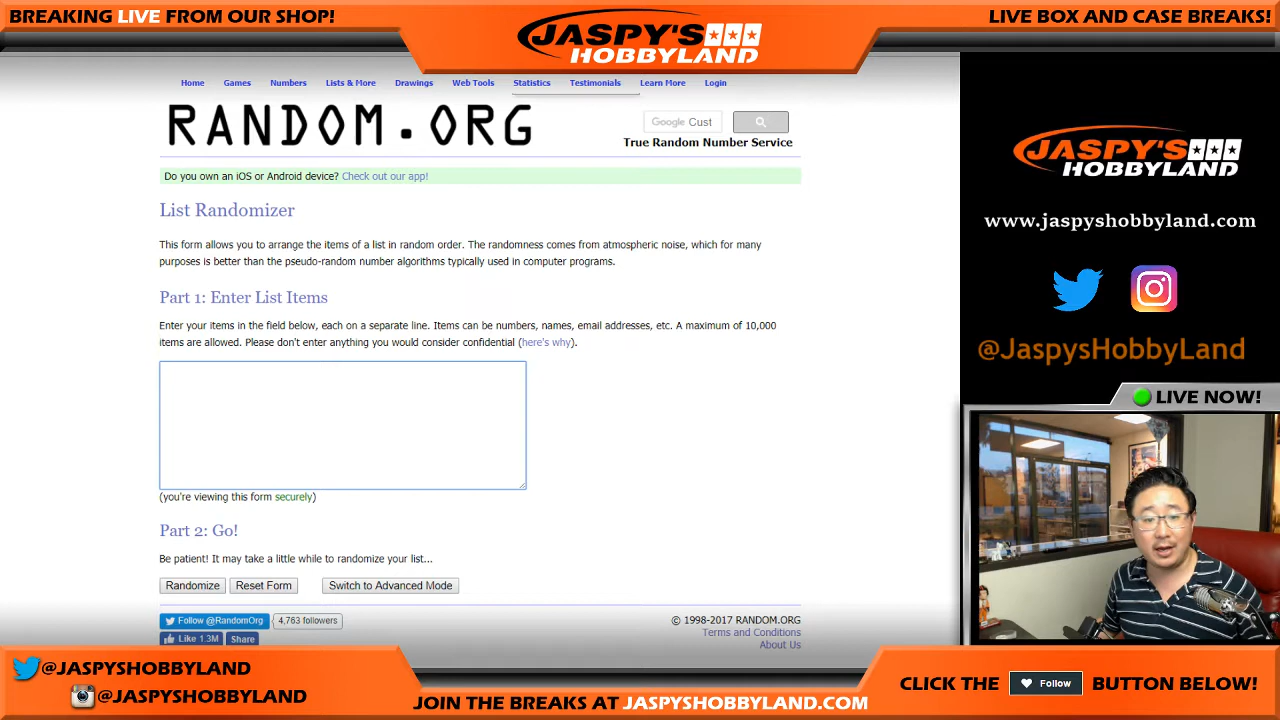 BREAKING LIVE FROM OUR SHOP!
JASPY'S
HOBBYLAND
LIVE BOX AND CASE BREAKS!
Home Games Numbers Lists & More Drawings Web Tools Statistics Testimonials Learn More Login
RANDOM.ORG
Google Cust
True Random Number Service
Do you own an iOS or Android device? Check out our app!
List Randomizer
This form allows you to arrange the items of a list in random order. The randomness comes from atmospheric noise, which for many
purposes is better than the pseudo-random number algorithms typically used in computer programs.
Part 1: Enter List Items
Enter your items in the field below, each on a separate line. Items can be numbers, names, email addresses, etc. A maximum of 10,000
items are allowed. Please don't enter anything you would consider confidential (here's why).
(you're viewing this form securely)
Part 2: Go!
Be patient! It may take a little while to randomize your list...
Randomize Reset Form Switch to Advanced Mode
Follow @RandomOrg 4,763 followers
Like 1.3M Share
© 1998-2017 RANDOM.ORG
Terms and Conditions
About Us
JASPY'S
HOBBYLAND
www.jaspyshobbyland.com
@JaspysHobbyLand
LIVE NOW!
@JASPYSHOBBYLAND
@JASPYSHOBBYLAND
JOIN THE BREAKS AT JASPYSHOBBYLAND.COM
CLICK THE Follow BUTTON BELOW!